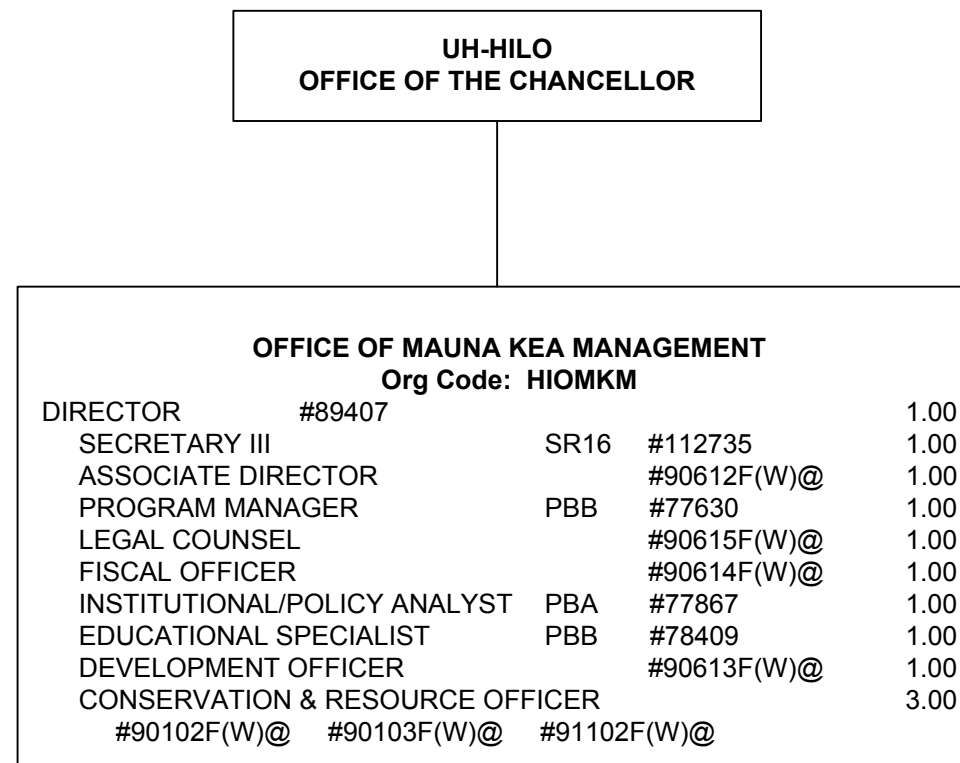 UH-HILO
OFFICE OF THE CHANCELLOR
OFFICE OF MAUNA KEA MANAGEMENT
Org Code: HIOMKM
DIRECTOR #89407 1.00
SECRETARY III SR16 #112735 1.00
ASSOCIATE DIRECTOR #90612F(W)@ 1.00
PROGRAM MANAGER PBB #77630 1.00
LEGAL COUNSEL #90615F(W)@ 1.00
FISCAL OFFICER #90614F(W)@ 1.00
INSTITUTIONAL/POLICY ANALYST PBA #77867 1.00
EDUCATIONAL SPECIALIST PBB #78409 1.00
DEVELOPMENT OFFICER #90613F(W)@ 1.00
CONSERVATION & RESOURCE OFFICER 3.00
#90102F(W)@ #90103F(W)@ #91102F(W)@